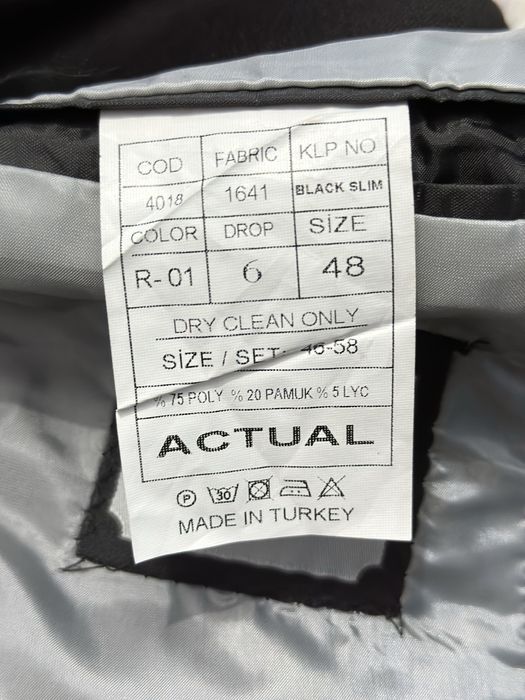 COD FABRIC KLP NO
4018 1641 BLACK SLIM
COLOR DROP SİZE
R-01 6 48
DRY CLEAN ONLY
SİZE / SET: 46-58
% 75 POLY % 20 PAMUK % 5 LYC
ACTUAL
P 30
MADE IN TURKEY